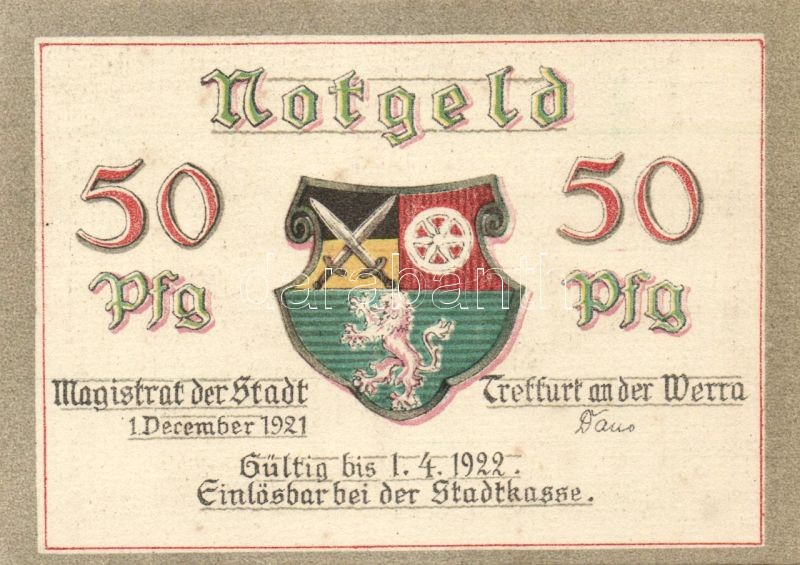 Notgeld
50 50
Pfg Pfg
Magistrat der Stadt Treffurt an der Werra
1.December 1921
Gültig bis 1. 4. 1922.
Einlösbar bei der Stadtkasse.
darabanth